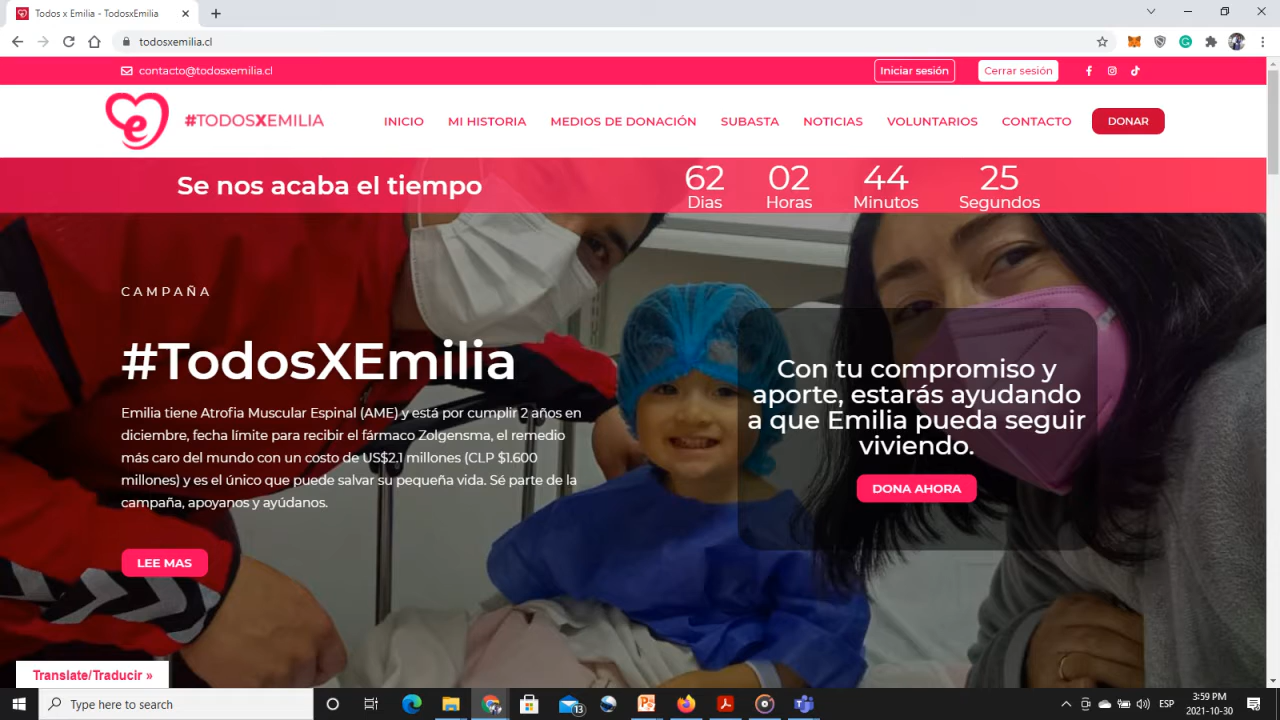 Todos x Emilia - TodosxEmilia
todosxemilia.cl
contacto@todosxemilia.cl
Iniciar sesión
Cerrar sesión
#TODOSXEMILIA
INICIO
MI HISTORIA
MEDIOS DE DONACIÓN
SUBASTA
NOTICIAS
VOLUNTARIOS
CONTACTO
DONAR
Se nos acaba el tiempo
62 02 44 25
Dias Horas Minutos Segundos
CAMPAÑA
#TodosXEmilia
Emilia tiene Atrofia Muscular Espinal (AME) y está por cumplir 2 años en
diciembre, fecha límite para recibir el fármaco Zolgensma, el remedio
más caro del mundo con un costo de US$2.1 millones (CLP $1.600
millones) y es el único que puede salvar su pequeña vida. Sé parte de la
campaña, apoyanos y ayúdanos.
LEE MAS
Con tu compromiso y
aporte, estarás ayudando
a que Emilia pueda seguir
viviendo.
DONA AHORA
Translate/Traducir »
Type here to search
13
ESP
3:59 PM
2021-10-30